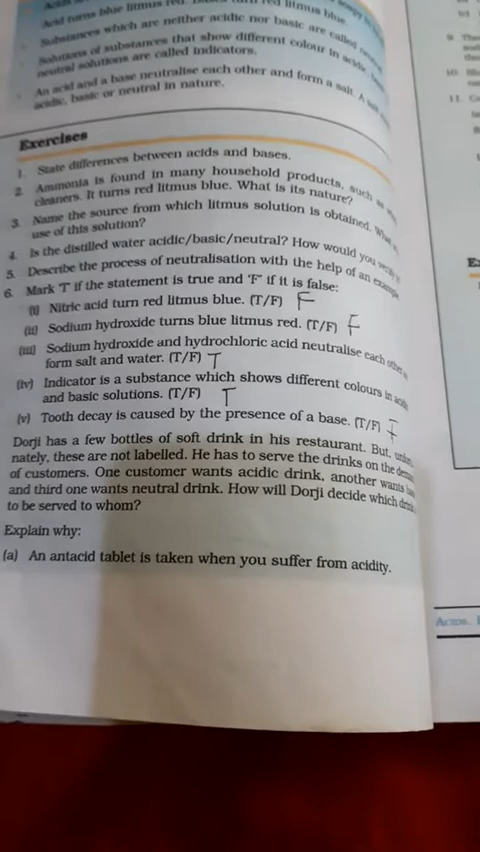 Acid turns blue litmus red. litmus blue.
Substances which are neither acidic nor basic are called
Solutions of substances that show different colour in acidic,
neutral solutions are called indicators.
An acid and a base neutralise each other and form a salt. A salt
acidic, basic or neutral in nature.
Exercises
1. State differences between acids and bases.
2. Ammonia is found in many household products, such as
cleaners. It turns red litmus blue. What is its nature?
3. Name the source from which litmus solution is obtained.
use of this solution?
4. Is the distilled water acidic/basic/neutral? How would you
5. Describe the process of neutralisation with the help of an example
6. Mark 'T' if the statement is true and 'F' if it is false:
(i) Nitric acid turn red litmus blue. (T/F) F
(ii) Sodium hydroxide turns blue litmus red. (T/F) F
(iii) Sodium hydroxide and hydrochloric acid neutralise each other
form salt and water. (T/F) T
(iv) Indicator is a substance which shows different colours in
and basic solutions. (T/F) T
(v) Tooth decay is caused by the presence of a base. (T/F)
Dorji has a few bottles of soft drink in his restaurant. But,
nately, these are not labelled. He has to serve the drinks on the
of customers. One customer wants acidic drink, another wants
and third one wants neutral drink. How will Dorji decide which
to be served to whom?
Explain why:
(a) An antacid tablet is taken when you suffer from acidity.
9.
10.
11.